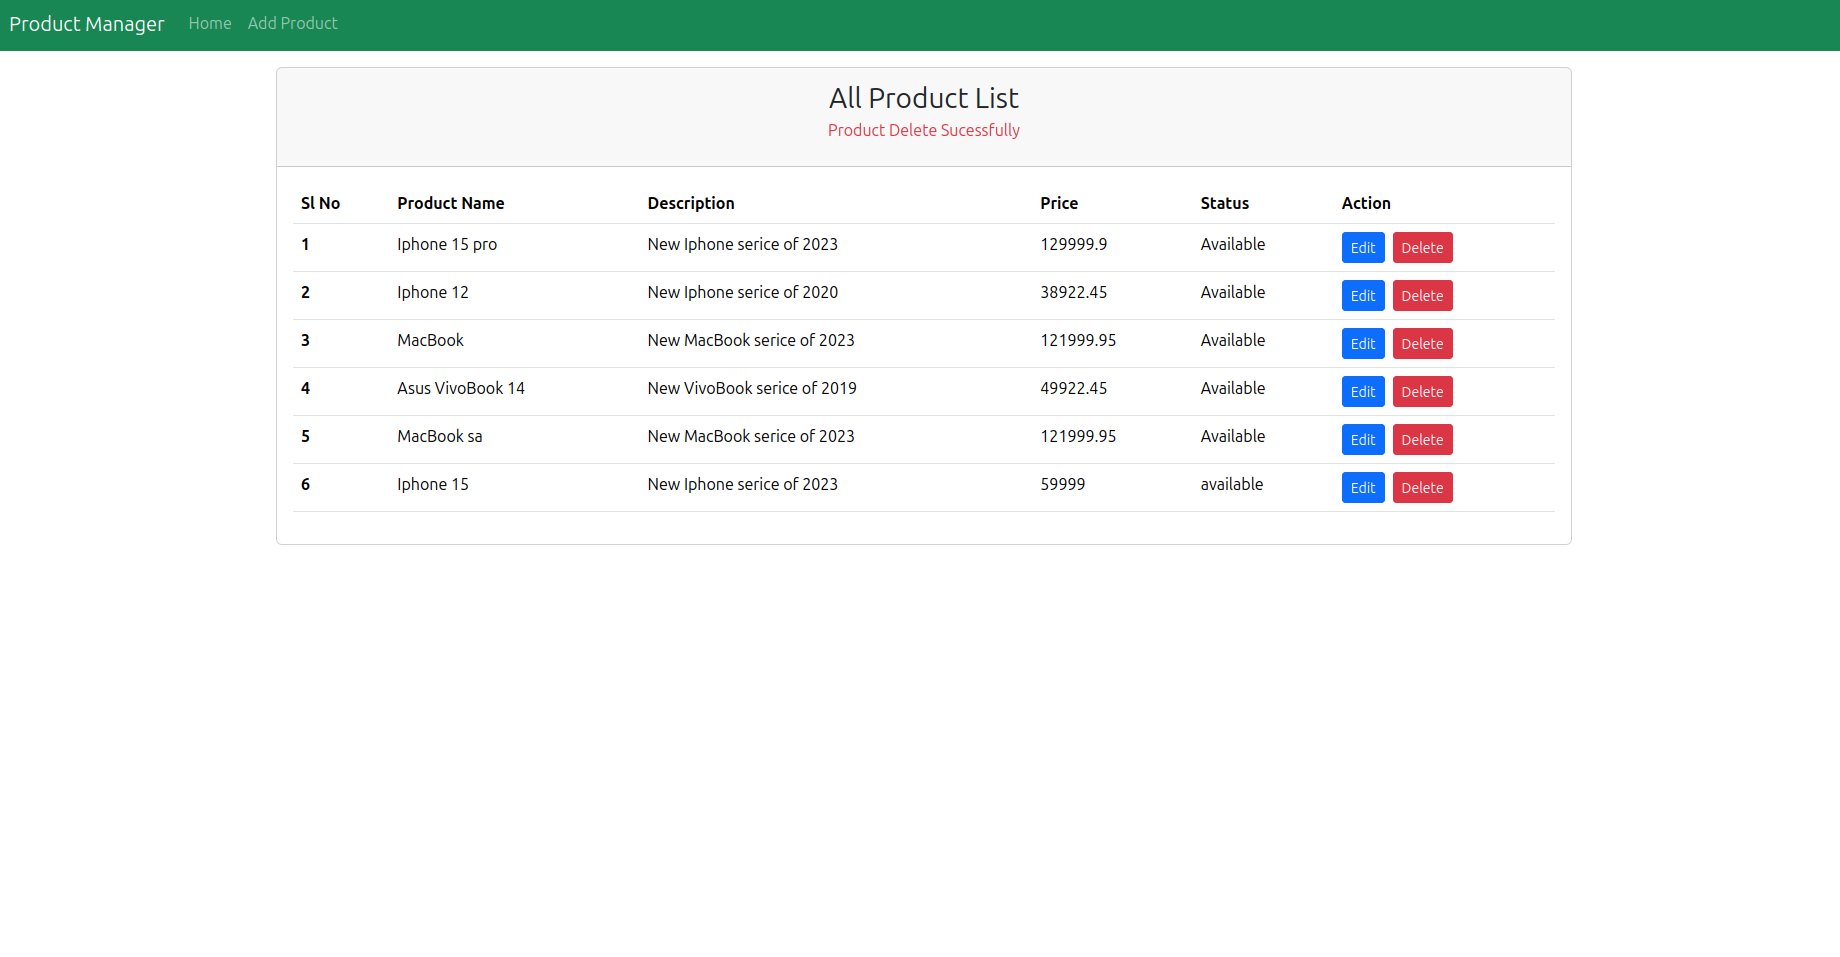 Product Manager Home Add Product
All Product List
Product Delete Sucessfully
Sl No Product Name Description Price Status Action
1 Iphone 15 pro New Iphone serice of 2023 129999.9 Available Edit Delete
2 Iphone 12 New Iphone serice of 2020 38922.45 Available Edit Delete
3 MacBook New MacBook serice of 2023 121999.95 Available Edit Delete
4 Asus VivoBook 14 New VivoBook serice of 2019 49922.45 Available Edit Delete
5 MacBook sa New MacBook serice of 2023 121999.95 Available Edit Delete
6 Iphone 15 New Iphone serice of 2023 59999 available Edit Delete